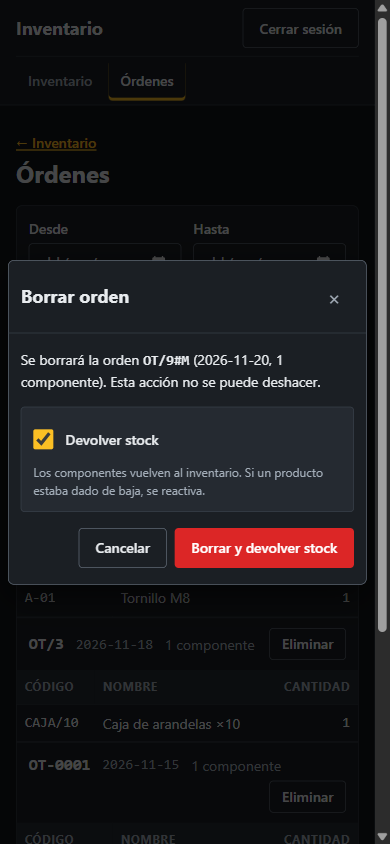 Inventario
Cerrar sesión
Inventario
Órdenes
← Inventario
Órdenes
Desde
Hasta
Borrar orden
×
Se borrará la orden OT/9#M (2026-11-20, 1
componente). Esta acción no se puede deshacer.
Devolver stock
Los componentes vuelven al inventario. Si un producto
estaba dado de baja, se reactiva.
Cancelar
Borrar y devolver stock
A-01 Tornillo M8 1
OT/3 2026-11-18 1 componente Eliminar
CÓDIGO NOMBRE CANTIDAD
CAJA/10 Caja de arandelas ×10 1
OT-0001 2026-11-15 1 componente
Eliminar
CÓDIGO NOMBRE CANTIDAD